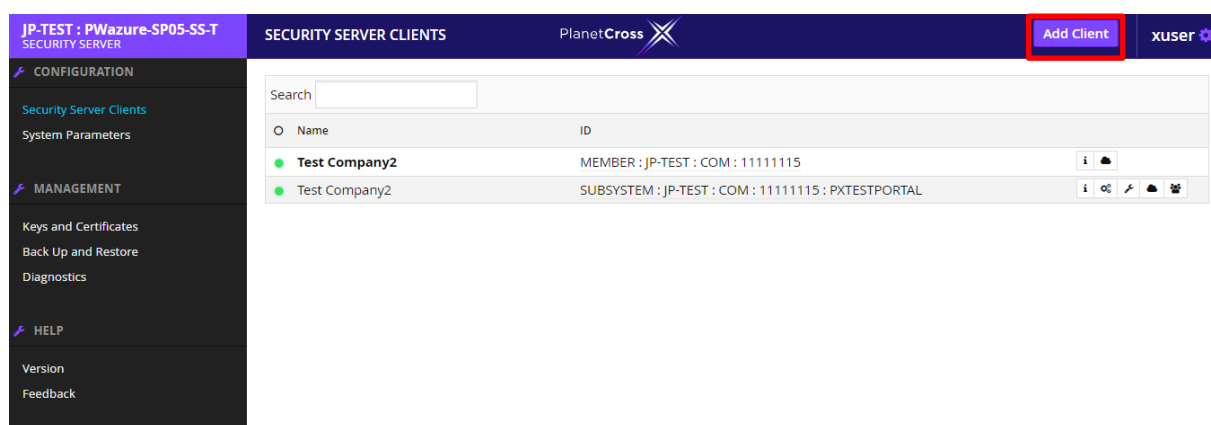 JP-TEST : PWazure-SP05-SS-T
SECURITY SERVER
SECURITY SERVER CLIENTS
PlanetCross
Add Client
xuser
CONFIGURATION
Security Server Clients
System Parameters
MANAGEMENT
Keys and Certificates
Back Up and Restore
Diagnostics
HELP
Version
Feedback
Search
Name ID
Test Company2 MEMBER : JP-TEST : COM : 11111115 i
Test Company2 SUBSYSTEM : JP-TEST : COM : 11111115 : PXTESTPORTAL i